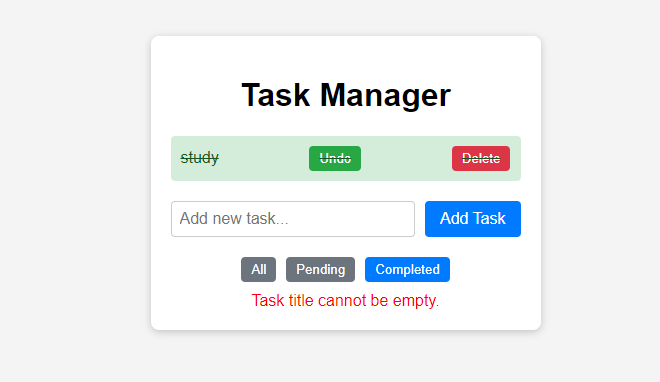 Task Manager
study Undo Delete
Add new task... Add Task
All Pending Completed
Task title cannot be empty.